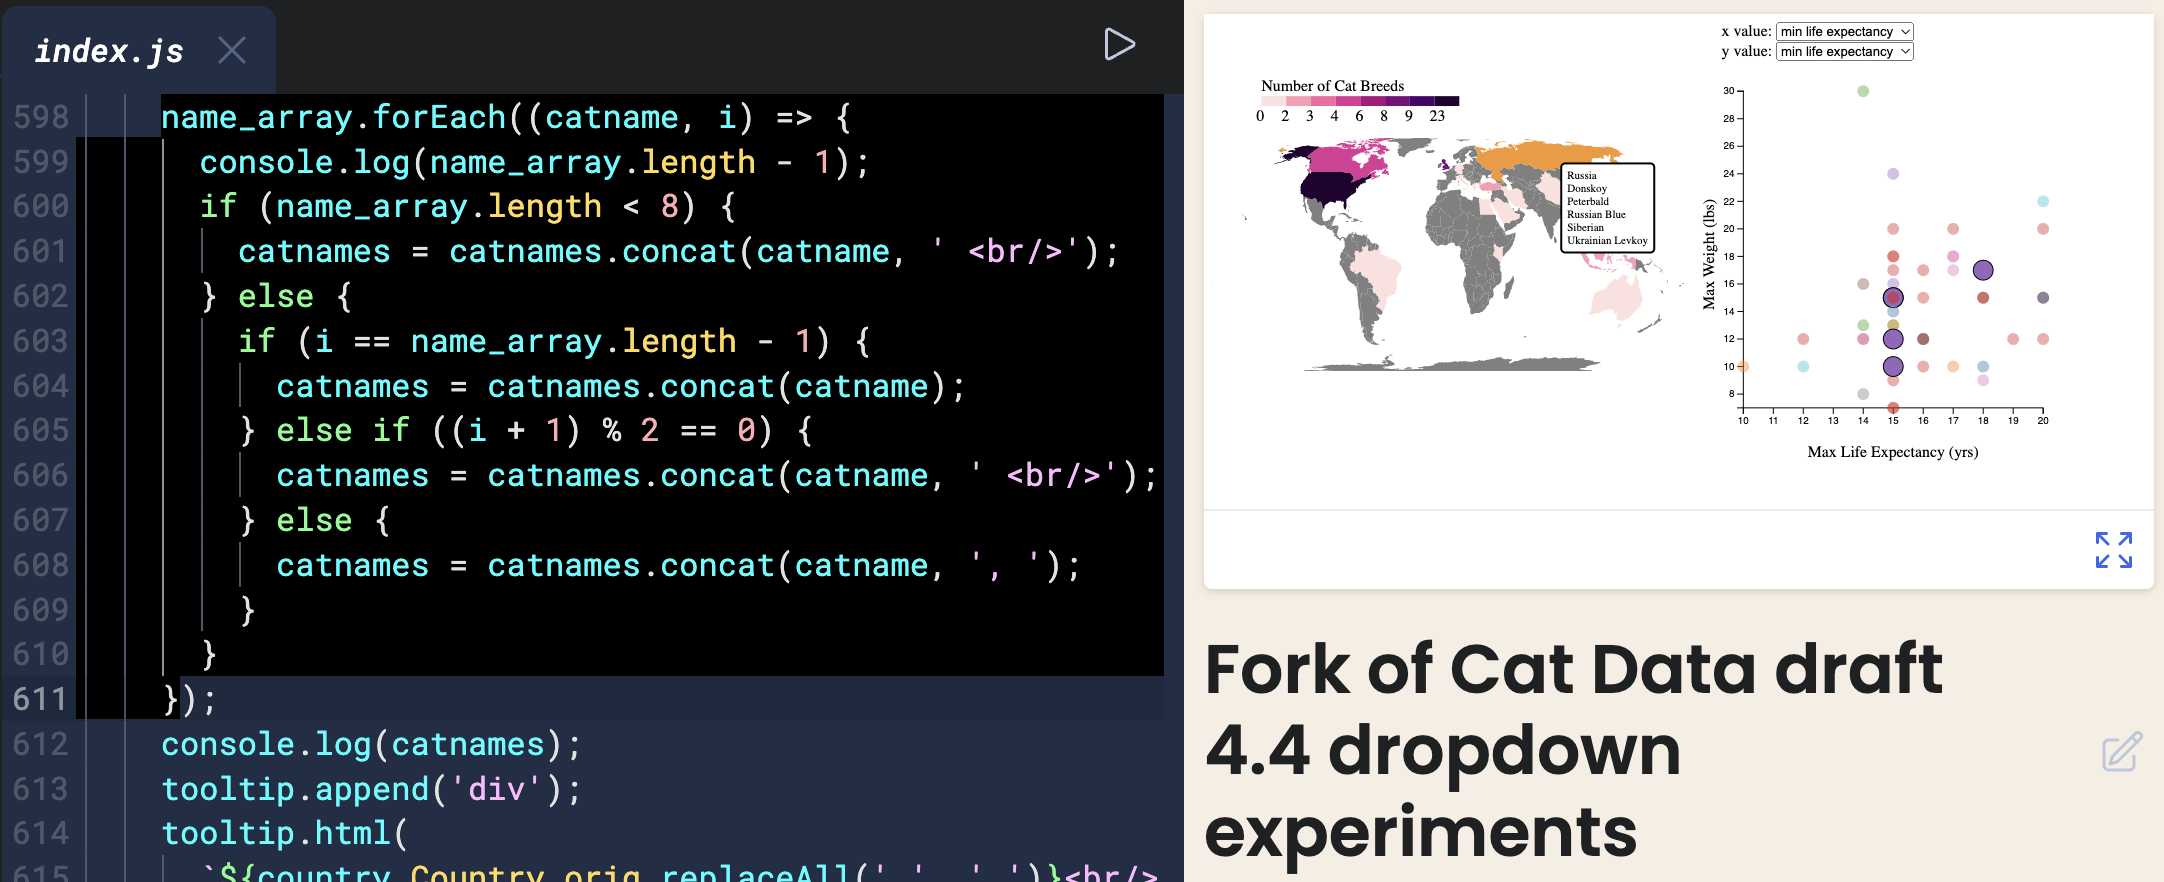 index.js
598 name_array.forEach((catname, i) => {
599 console.log(name_array.length - 1);
600 if (name_array.length < 8) {
601 catnames = catnames.concat(catname, ' <br/>');
602 } else {
603 if (i == name_array.length - 1) {
604 catnames = catnames.concat(catname);
605 } else if ((i + 1) % 2 == 0) {
606 catnames = catnames.concat(catname, ' <br/>');
607 } else {
608 catnames = catnames.concat(catname, ', ');
609 }
610 }
611 });
612 console.log(catnames);
613 tooltip.append('div');
614 tooltip.html(
615 `${country.Country_orig.replaceAll('_', ' ')}<br/>
x value: min life expectancy
y value: min life expectancy
Number of Cat Breeds
0 2 3 4 6 8 9 23
Russia
Donskoy
Peterbald
Russian Blue
Siberian
Ukrainian Levkoy
Max Weight (lbs)
30
28
26
24
22
20
18
16
14
12
10
8
10 11 12 13 14 15 16 17 18 19 20
Max Life Expectancy (yrs)
Fork of Cat Data draft
4.4 dropdown
experiments